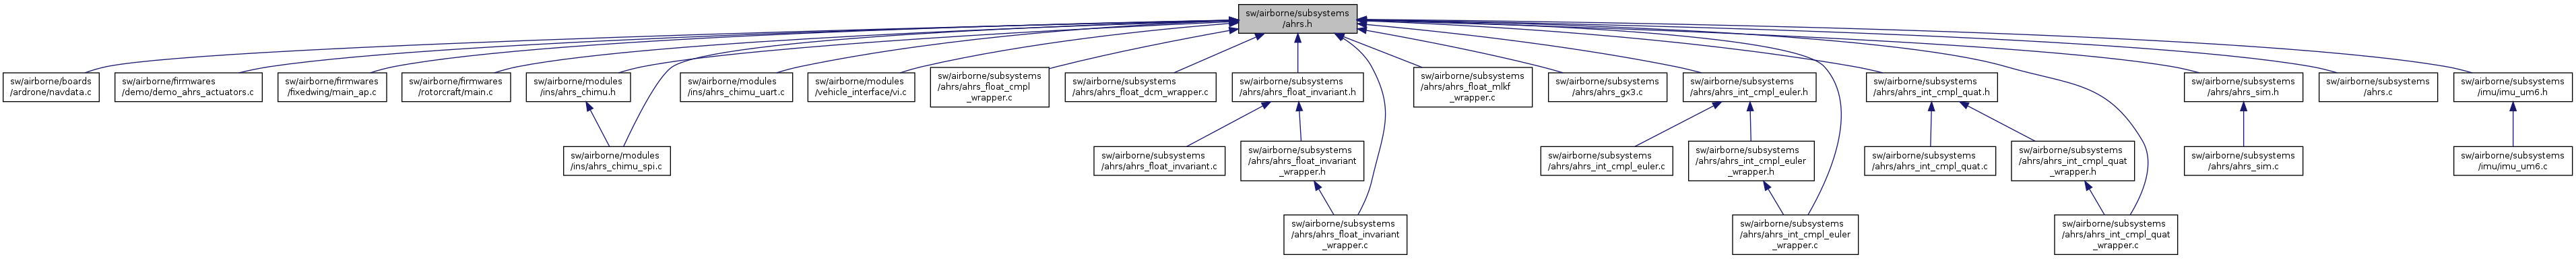 sw/airborne/subsystems
/ahrs.h
sw/airborne/boards
/ardrone/navdata.c
sw/airborne/firmwares
/demo/demo_ahrs_actuators.c
sw/airborne/firmwares
/fixedwing/main_ap.c
sw/airborne/firmwares
/rotorcraft/main.c
sw/airborne/modules
/ins/ahrs_chimu.h
sw/airborne/modules
/ins/ahrs_chimu_uart.c
sw/airborne/modules
/vehicle_interface/vi.c
sw/airborne/subsystems
/ahrs/ahrs_float_cmpl
_wrapper.c
sw/airborne/subsystems
/ahrs/ahrs_float_dcm_wrapper.c
sw/airborne/subsystems
/ahrs/ahrs_float_invariant.h
sw/airborne/subsystems
/ahrs/ahrs_float_mlkf
_wrapper.c
sw/airborne/subsystems
/ahrs/ahrs_gx3.c
sw/airborne/subsystems
/ahrs/ahrs_int_cmpl_euler.h
sw/airborne/subsystems
/ahrs/ahrs_int_cmpl_quat.h
sw/airborne/subsystems
/ahrs/ahrs_sim.h
sw/airborne/subsystems
/ahrs.c
sw/airborne/subsystems
/imu/imu_um6.h
sw/airborne/modules
/ins/ahrs_chimu_spi.c
sw/airborne/subsystems
/ahrs/ahrs_float_invariant.c
sw/airborne/subsystems
/ahrs/ahrs_float_invariant
_wrapper.h
sw/airborne/subsystems
/ahrs/ahrs_int_cmpl_euler.c
sw/airborne/subsystems
/ahrs/ahrs_int_cmpl_euler
_wrapper.h
sw/airborne/subsystems
/ahrs/ahrs_int_cmpl_quat.c
sw/airborne/subsystems
/ahrs/ahrs_int_cmpl_quat
_wrapper.h
sw/airborne/subsystems
/ahrs/ahrs_sim.c
sw/airborne/subsystems
/imu/imu_um6.c
sw/airborne/subsystems
/ahrs/ahrs_float_invariant
_wrapper.c
sw/airborne/subsystems
/ahrs/ahrs_int_cmpl_euler
_wrapper.c
sw/airborne/subsystems
/ahrs/ahrs_int_cmpl_quat
_wrapper.c